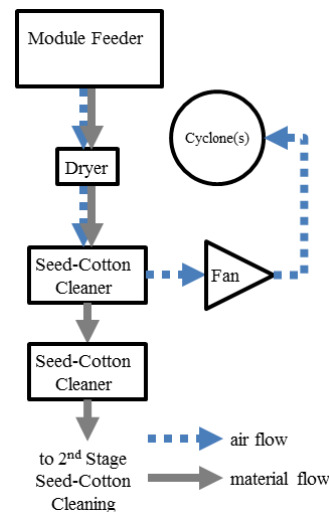 Module Feeder
Cyclone(s)
Dryer
Seed-Cotton
Cleaner
Fan
Seed-Cotton
Cleaner
to 2nd Stage
Seed-Cotton
Cleaning
air flow
material flow